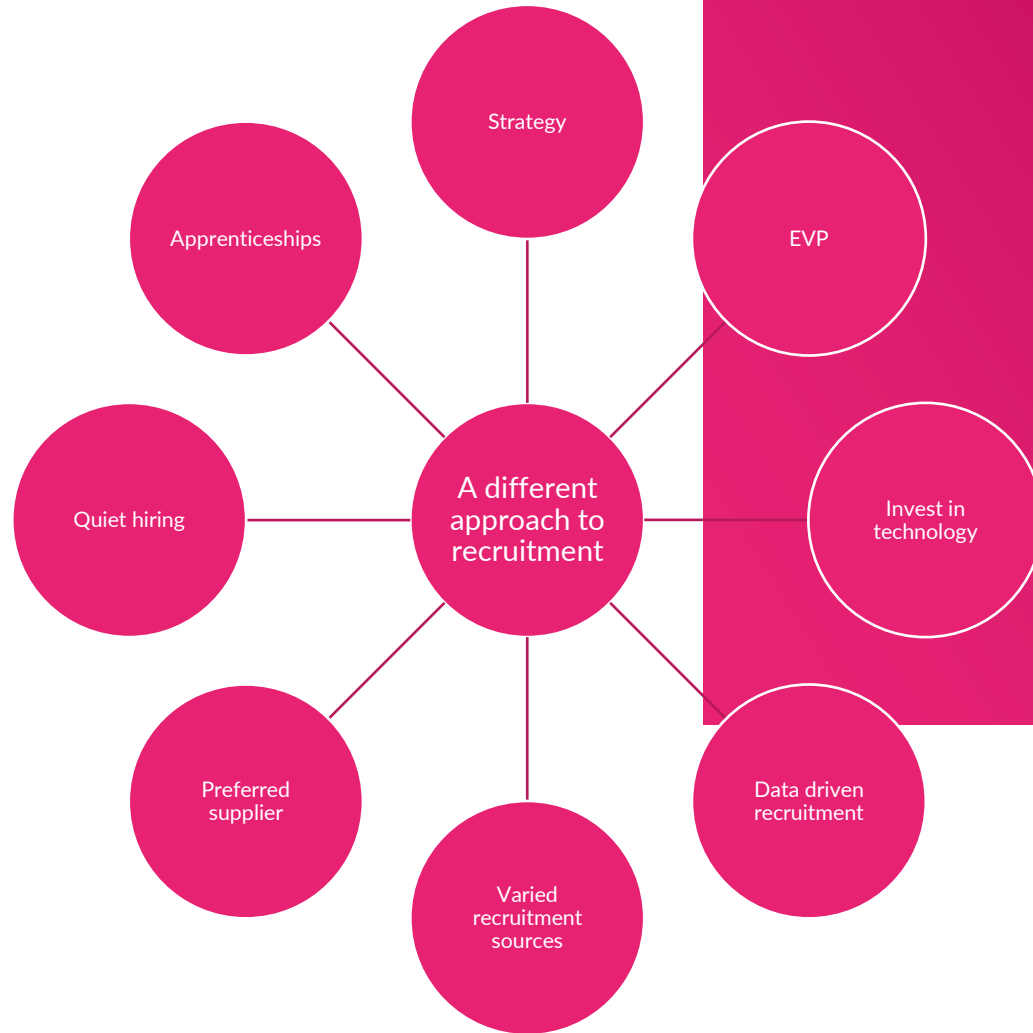 Strategy
EVP
Invest in
technology
Data driven
recruitment
Varied
recruitment
sources
Preferred
supplier
Quiet hiring
Apprenticeships
A different
approach to
recruitment